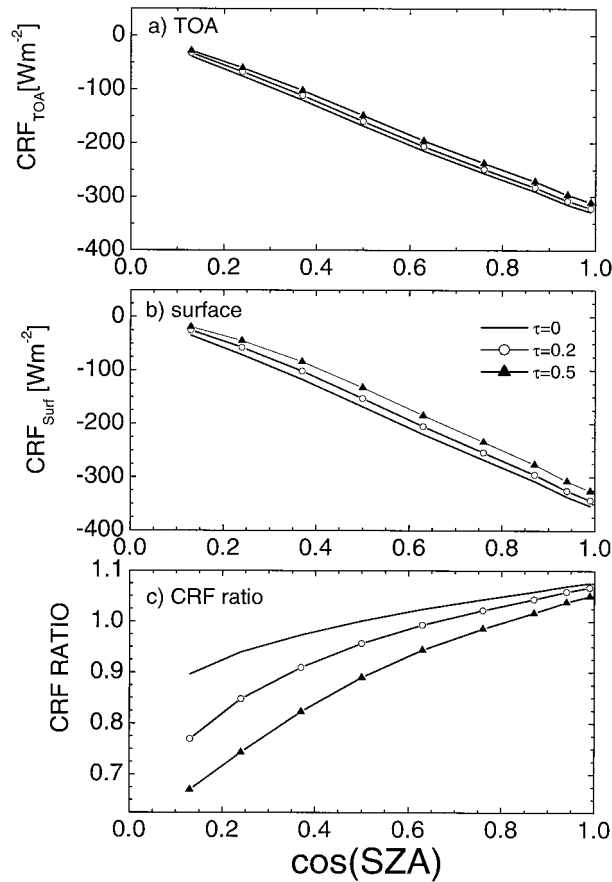 a) TOA
CRF_TOA [Wm⁻²]
0
-100
-200
-300
-400
0.0 0.2 0.4 0.6 0.8 1.0
b) surface
CRF_Surf [Wm⁻²]
0
-100
-200
-300
-400
τ=0
τ=0.2
τ=0.5
0.0 0.2 0.4 0.6 0.8 1.0
c) CRF ratio
CRF RATIO
1.1
1.0
0.9
0.8
0.7
0.0 0.2 0.4 0.6 0.8 1.0
cos(SZA)